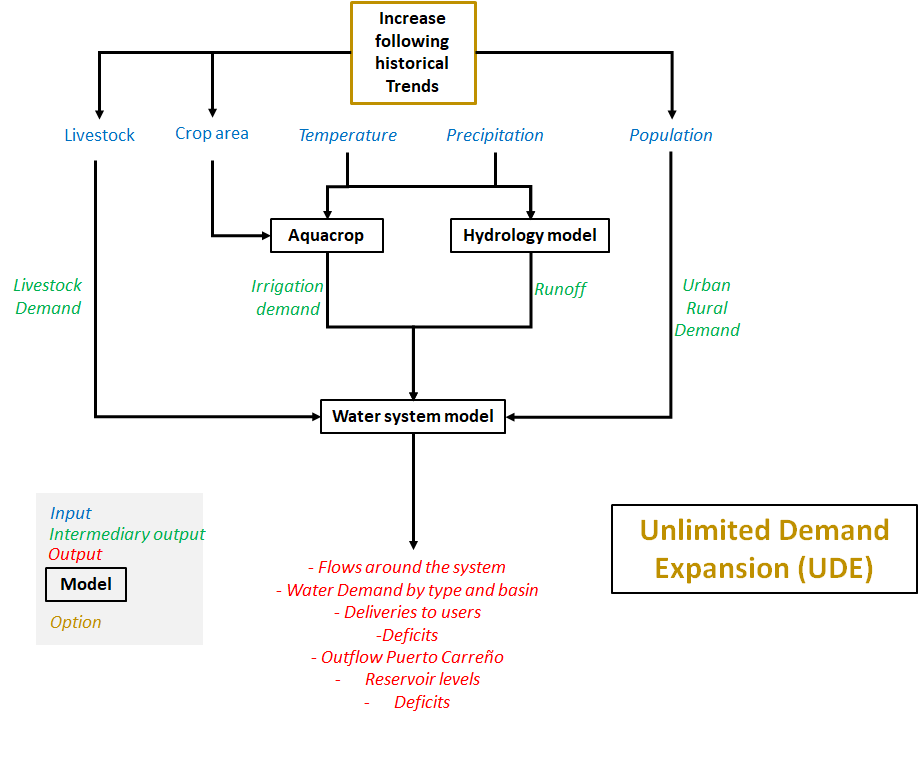 Increase
following
historical
Trends
Livestock
Crop area
Temperature
Precipitation
Population
Aquacrop
Hydrology model
Livestock
Demand
Irrigation
demand
Runoff
Urban
Rural
Demand
Water system model
Input
Intermediary output
Output
Model
Option
Unlimited Demand
Expansion (UDE)
- Flows around the system
- Water Demand by type and basin
- Deliveries to users
-Deficits
- Outflow Puerto Carreño
- Reservoir levels
- Deficits